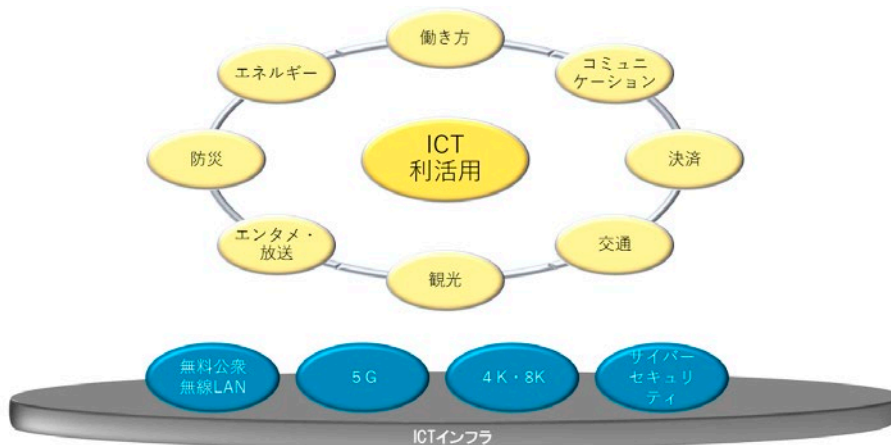 働き方
エネルギー
コミュニ
ケーション
防災
ICT
利活用
決済
エンタメ・
放送
交通
観光
無料公衆
無線LAN
５G
４Ｋ・8K
サイバー
セキュリ
ティ
ICTインフラ